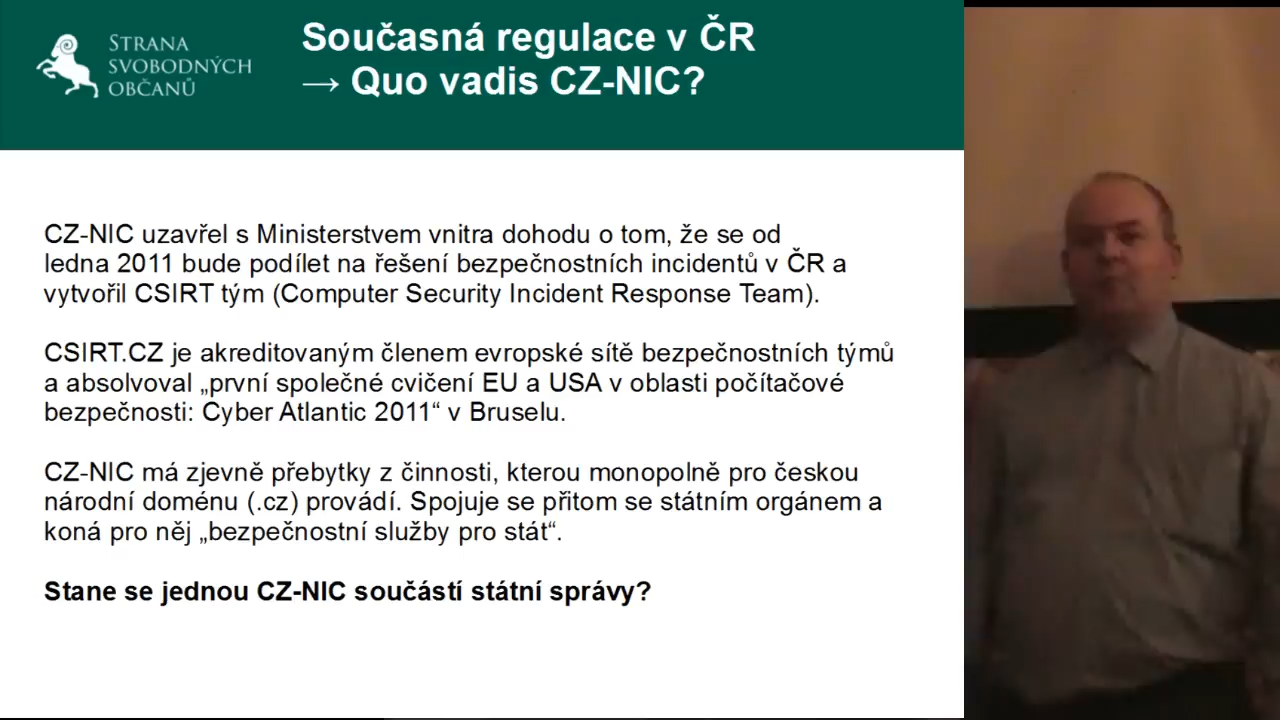 STRANA
SVOBODNÝCH
OBČANŮ
Současná regulace v ČR
→ Quo vadis CZ-NIC?
CZ-NIC uzavřel s Ministerstvem vnitra dohodu o tom, že se od
ledna 2011 bude podílet na řešení bezpečnostních incidentů v ČR a
vytvořil CSIRT tým (Computer Security Incident Response Team).
CSIRT.CZ je akreditovaným členem evropské sítě bezpečnostních týmů
a absolvoval „první společné cvičení EU a USA v oblasti počítačové
bezpečnosti: Cyber Atlantic 2011“ v Bruselu.
CZ-NIC má zjevně přebytky z činnosti, kterou monopolně pro českou
národní doménu (.cz) provádí. Spojuje se přitom se státním orgánem a
koná pro něj „bezpečnostní služby pro stát“.
Stane se jednou CZ-NIC součástí státní správy?